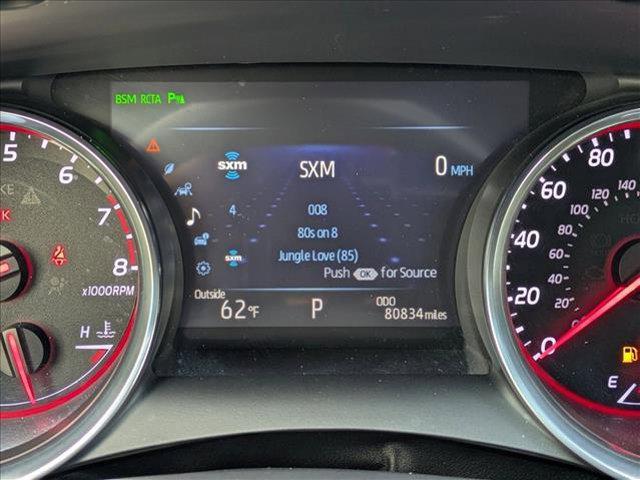 BSM RCTA P
sxm SXM 0 MPH
4 008
80s on 8
sxm Jungle Love (85)
Push OK for Source
Outside
62°F P ODO
80834 miles
5
6
7
8
x1000RPM
H
K
80
60
40
20
0
140
120
100
80
60
40
20
E